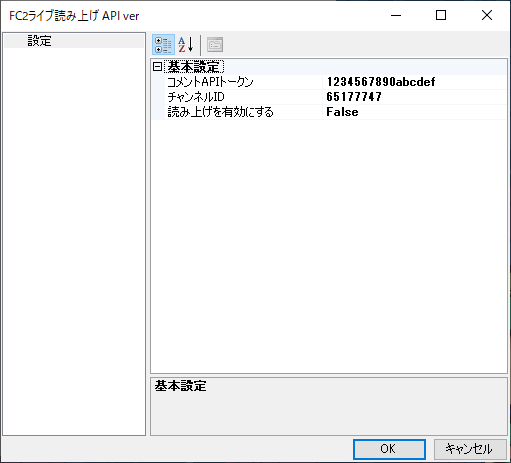 FC2ライブ読み上げ API ver
設定
基本設定
コメントAPIトークン 1234567890abcdef
チャンネルID 65177747
読み上げを有効にする False
基本設定
OK キャンセル